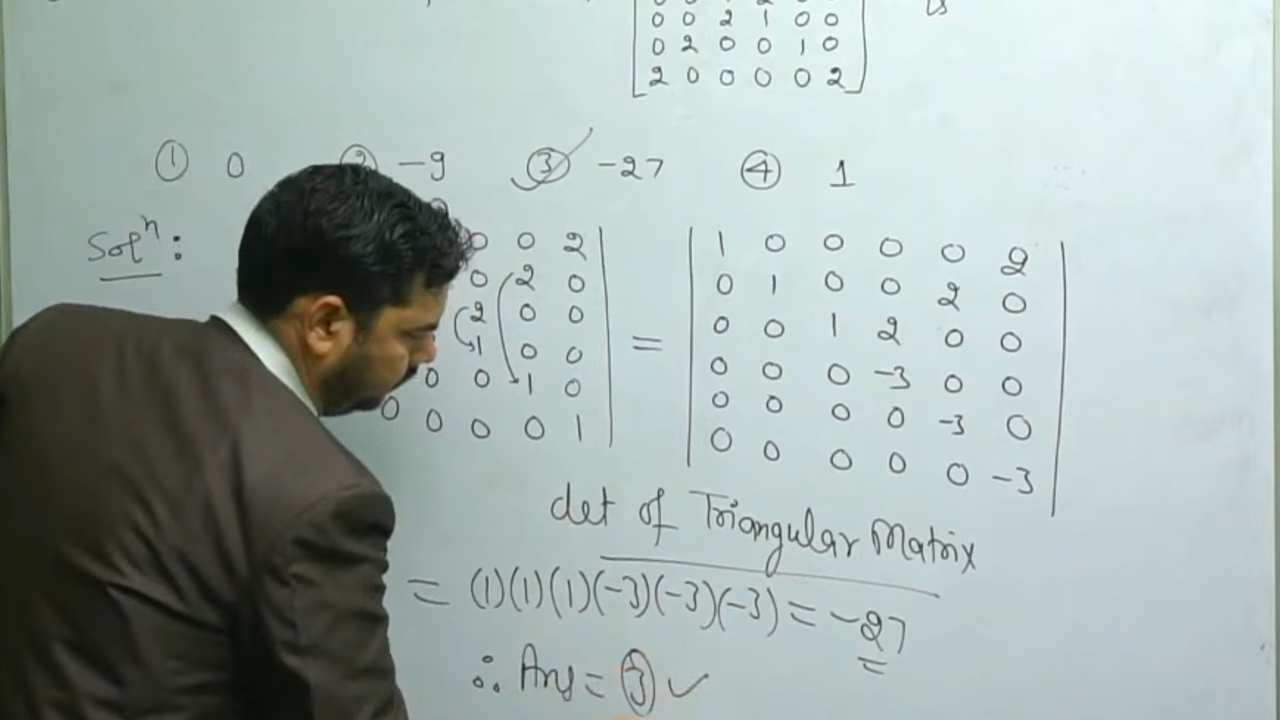 0 0 2 1 0 0 is
0 2 0 0 1 0
2 0 0 0 0 2
① 0 ② -9 ③ -27 ④ 1
Solⁿ:
0 0 2 | = | 1 0 0 0 0 2
0 2 0 | 0 1 0 0 2 0
2 0 0 | 0 0 1 2 0 0
1 0 0 | 0 0 0 -3 0 0
0 0 1 0 | 0 0 0 0 -3 0
0 0 0 0 1 | 0 0 0 0 0 -3
det of Triangular Matrix
= (1)(1)(1)(-3)(-3)(-3) = -27
∴ Ans = ③ ✓